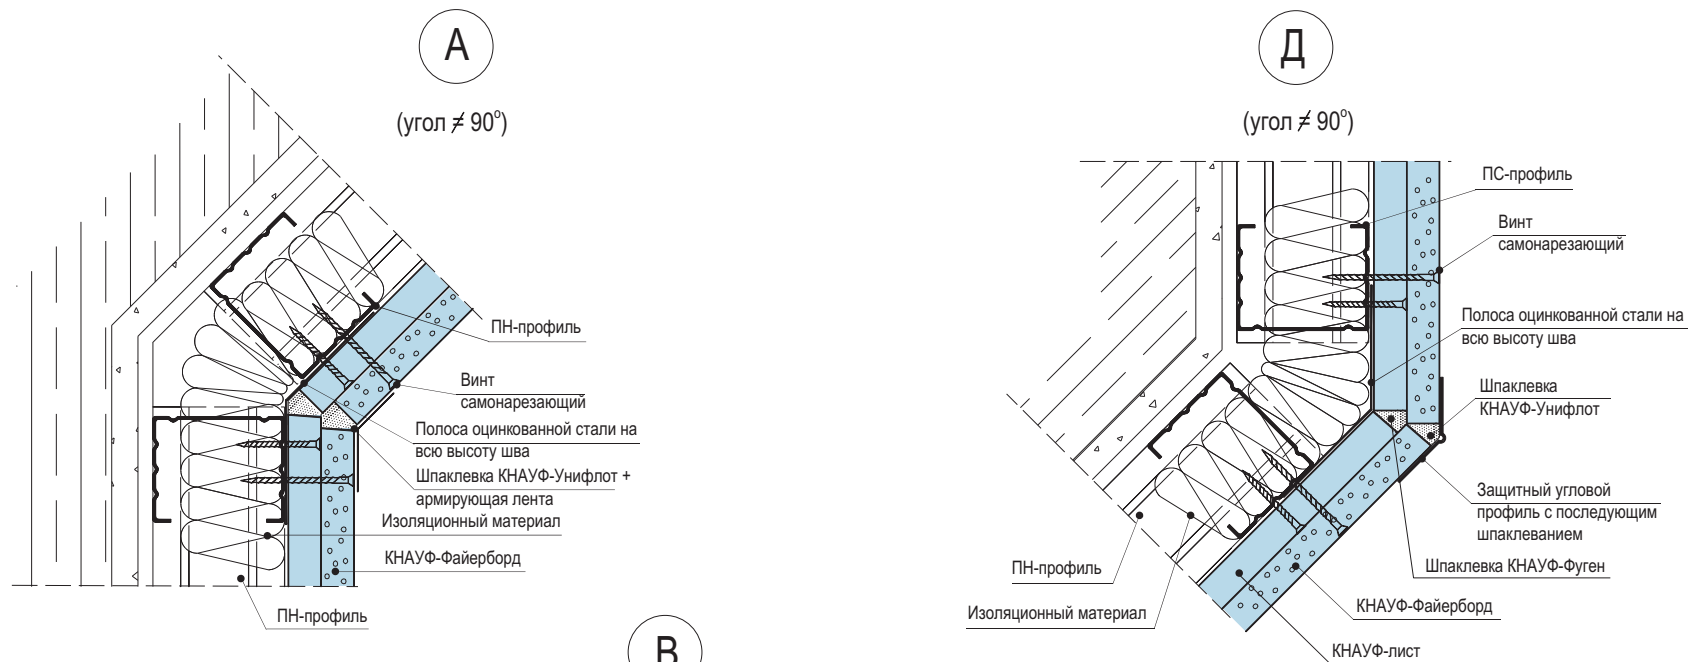 А
(угол ≠ 90°)
ПН-профиль
Винт
самонарезающий
Полоса оцинкованной стали на
всю высоту шва
Шпаклевка КНАУФ-Унифлот +
армирующая лента
Изоляционный материал
КНАУФ-Файерборд
ПН-профиль
В
Д
(угол ≠ 90°)
ПС-профиль
Винт
самонарезающий
Полоса оцинкованной стали на
всю высоту шва
Шпаклевка
КНАУФ-Унифлот
Защитный угловой
профиль с последующим
шпаклеванием
Шпаклевка КНАУФ-Фуген
ПН-профиль
Изоляционный материал
КНАУФ-Файерборд
КНАУФ-лист